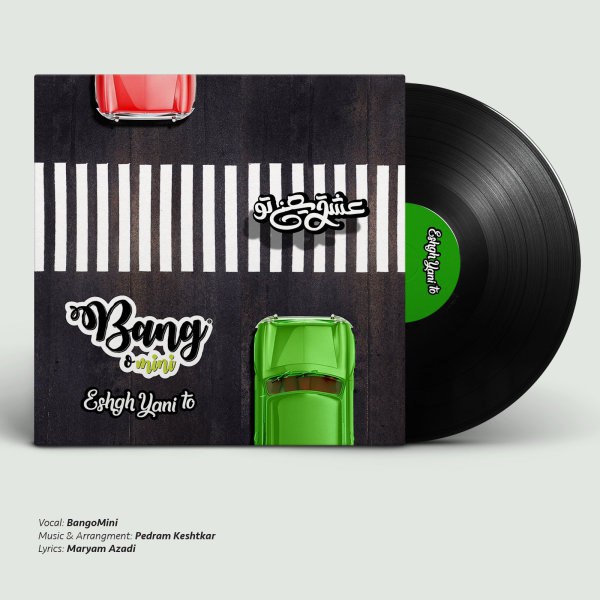 عشق یعنی تو
Bang
o mini
Eshgh Yani to
Eshgh Yani to
Vocal: BangoMini
Music & Arrangment: Pedram Keshtkar
Lyrics: Maryam Azadi